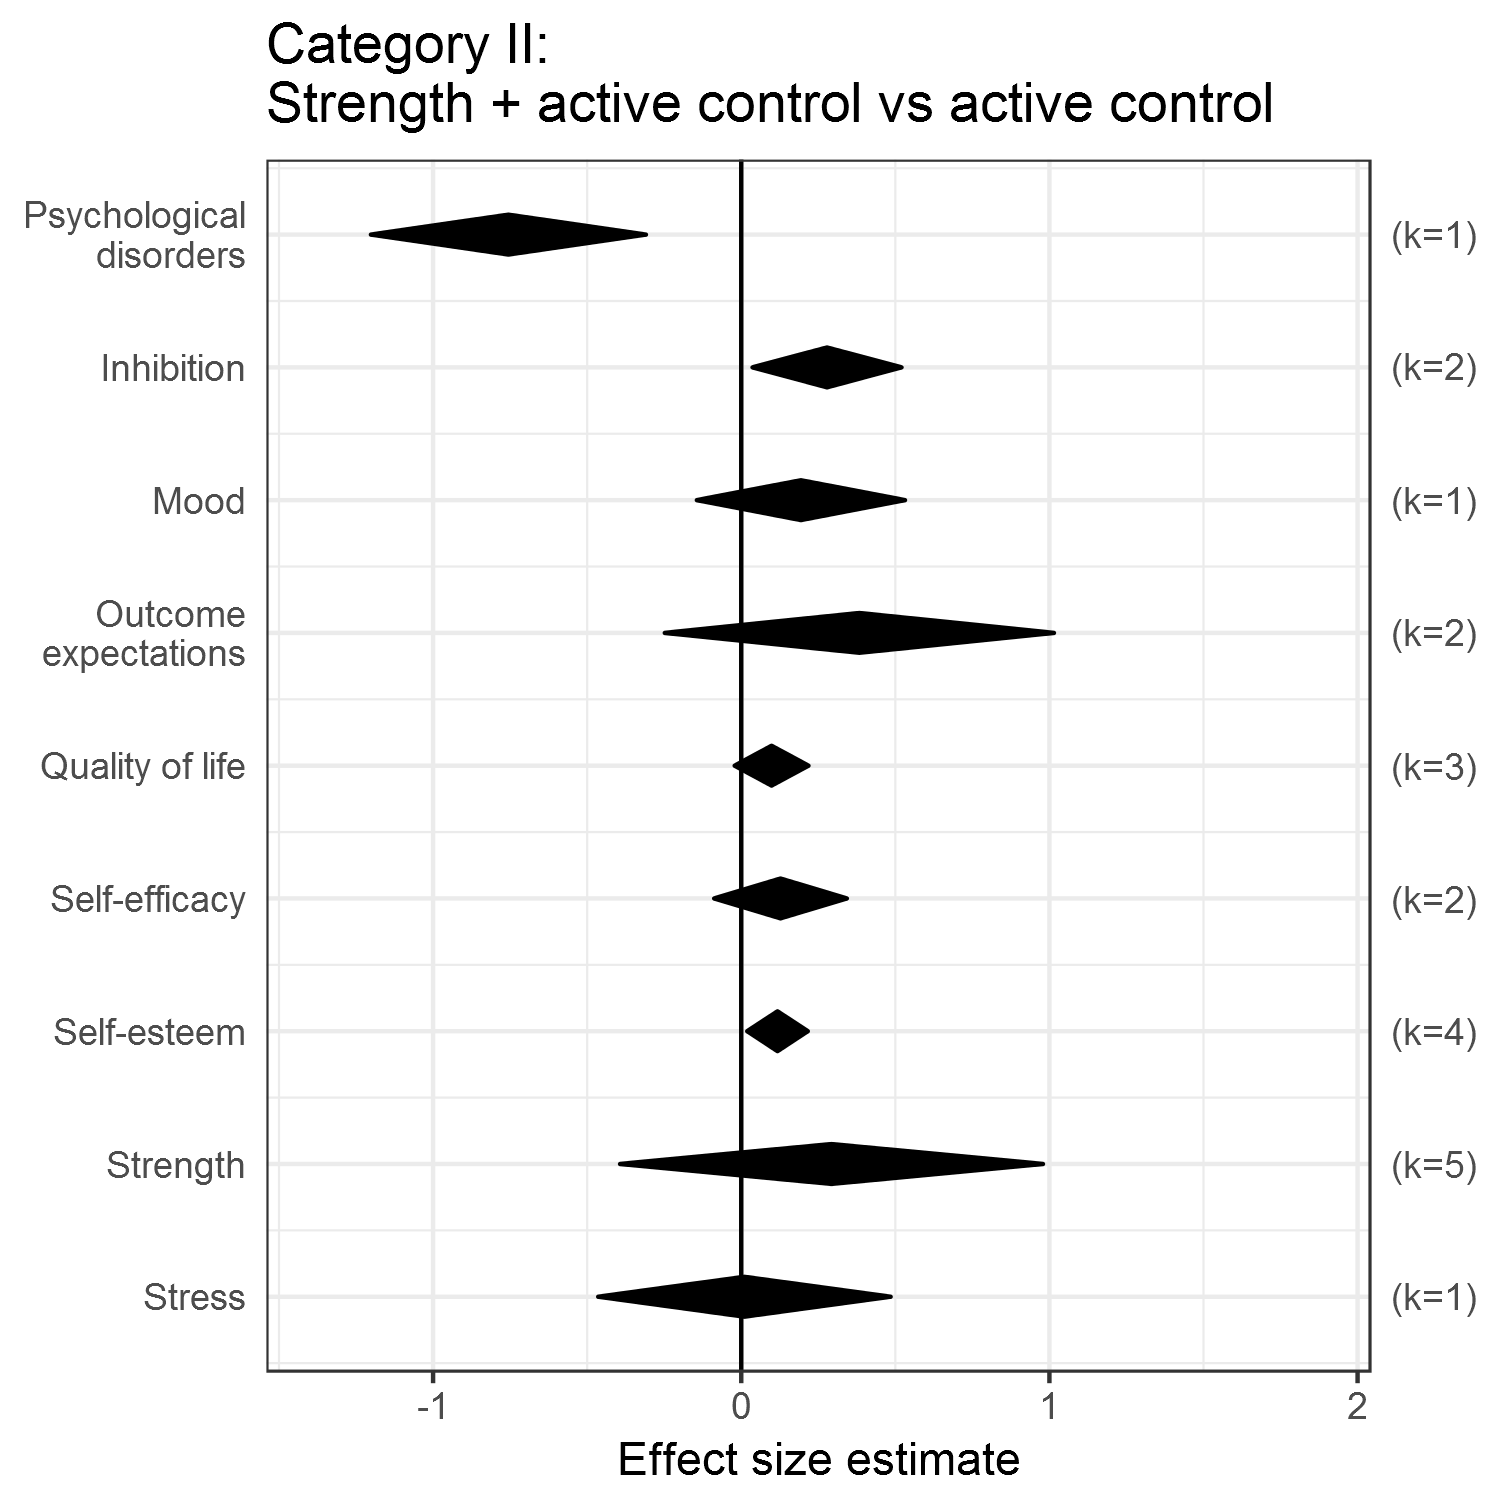 Category II:
Strength + active control vs active control
Psychological
disorders
(k=1)
Inhibition
(k=2)
Mood
(k=1)
Outcome
expectations
(k=2)
Quality of life
(k=3)
Self-efficacy
(k=2)
Self-esteem
(k=4)
Strength
(k=5)
Stress
(k=1)
-1
0
1
2
Effect size estimate